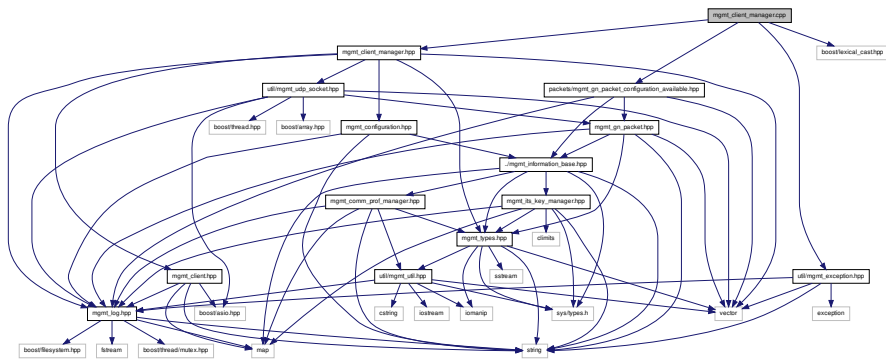 mgmt_client_manager.cpp
mgmt_client_manager.hpp
boost/lexical_cast.hpp
util/mgmt_udp_socket.hpp
packets/mgmt_gn_packet_configuration_available.hpp
boost/thread.hpp
boost/array.hpp
mgmt_configuration.hpp
mgmt_gn_packet.hpp
../mgmt_information_base.hpp
mgmt_comm_prof_manager.hpp
mgmt_its_key_manager.hpp
mgmt_types.hpp
climits
mgmt_client.hpp
util/mgmt_util.hpp
sstream
util/mgmt_exception.hpp
mgmt_log.hpp
boost/asio.hpp
cstring
iostream
iomanip
sys/types.h
vector
exception
boost/filesystem.hpp
fstream
boost/thread/mutex.hpp
map
string